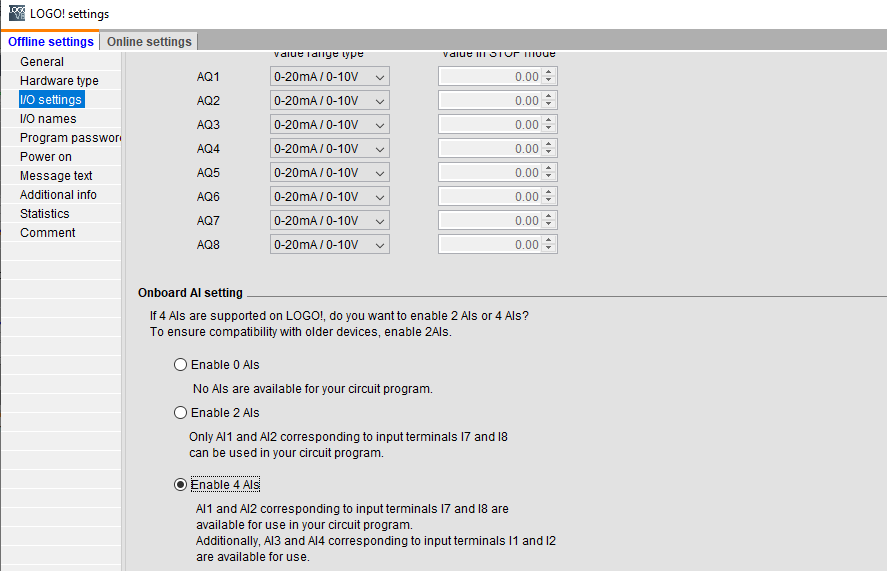 LOGO! settings
Offline settings
Online settings
General
Hardware type
I/O settings
I/O names
Program passwor
Power on
Message text
Additional info
Statistics
Comment
Value range type
Value in STOP mode
AQ1 0-20mA / 0-10V 0.00
AQ2 0-20mA / 0-10V 0.00
AQ3 0-20mA / 0-10V 0.00
AQ4 0-20mA / 0-10V 0.00
AQ5 0-20mA / 0-10V 0.00
AQ6 0-20mA / 0-10V 0.00
AQ7 0-20mA / 0-10V 0.00
AQ8 0-20mA / 0-10V 0.00
Onboard AI setting
If 4 AIs are supported on LOGO!, do you want to enable 2 AIs or 4 AIs?
To ensure compatibility with older devices, enable 2AIs.
Enable 0 AIs
No AIs are available for your circuit program.
Enable 2 AIs
Only AI1 and AI2 corresponding to input terminals I7 and I8
can be used in your circuit program.
Enable 4 AIs
AI1 and AI2 corresponding to input terminals I7 and I8 are
available for use in your circuit program.
Additionally, AI3 and AI4 corresponding to input terminals I1 and I2
are available for use.